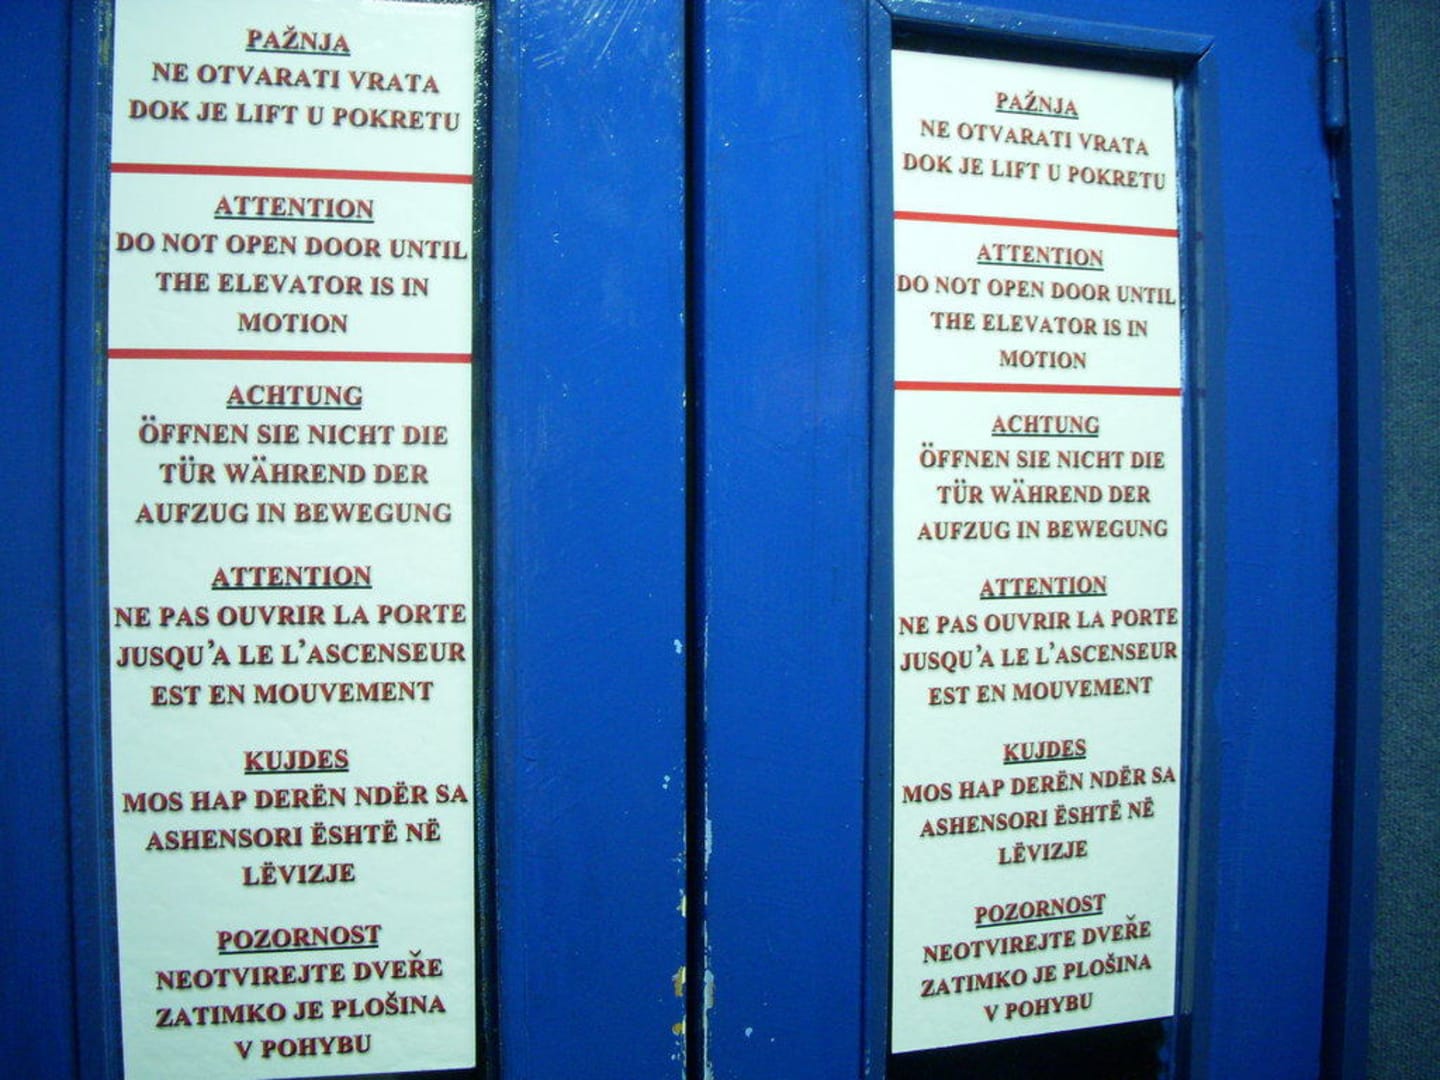 PAŽNJA
NE OTVARATI VRATA
DOK JE LIFT U POKRETU
ATTENTION
DO NOT OPEN DOOR UNTIL
THE ELEVATOR IS IN
MOTION
ACHTUNG
ÖFFNEN SIE NICHT DIE
TÜR WÄHREND DER
AUFZUG IN BEWEGUNG
ATTENTION
NE PAS OUVRIR LA PORTE
JUSQU'A LE L'ASCENSEUR
EST EN MOUVEMENT
KUJDES
MOS HAP DERËN NDËR SA
ASHENSORI ËSHTË NË
LËVIZJE
POZORNOST
NEOTVIREJTE DVEŘE
ZATIMKO JE PLOŠINA
V POHYBU
PAŽNJA
NE OTVARATI VRATA
DOK JE LIFT U POKRETU
ATTENTION
DO NOT OPEN DOOR UNTIL
THE ELEVATOR IS IN
MOTION
ACHTUNG
ÖFFNEN SIE NICHT DIE
TÜR WÄHREND DER
AUFZUG IN BEWEGUNG
ATTENTION
NE PAS OUVRIR LA PORTE
JUSQU'A LE L'ASCENSEUR
EST EN MOUVEMENT
KUJDES
MOS HAP DERËN NDËR SA
ASHENSORI ËSHTË NË
LËVIZJE
POZORNOST
NEOTVIREJTE DVEŘE
ZATIMKO JE PLOŠINA
V POHYBU